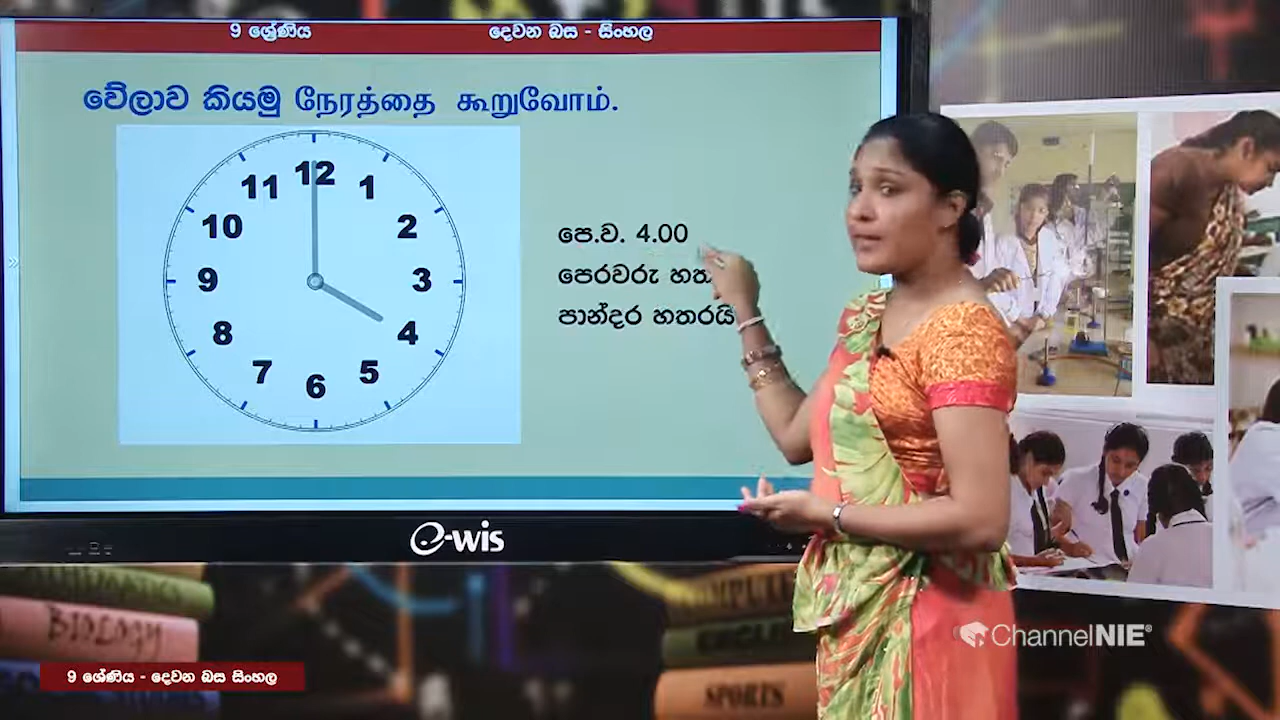 9 ශ්‍රේණිය
දෙවන බස - සිංහල
වේලාව කියමු நேரத்தை கூறுவோம்.
12
11
1
10
2
9
3
8
4
7
5
6
පෙ.ව. 4.00
පෙරවරු
පාන්දර හතරයි
e-wis
MATHEMATICS
BIOLOGY
SPORTS
ChannelNIE®
9 ශ්‍රේණිය - දෙවන බස සිංහල